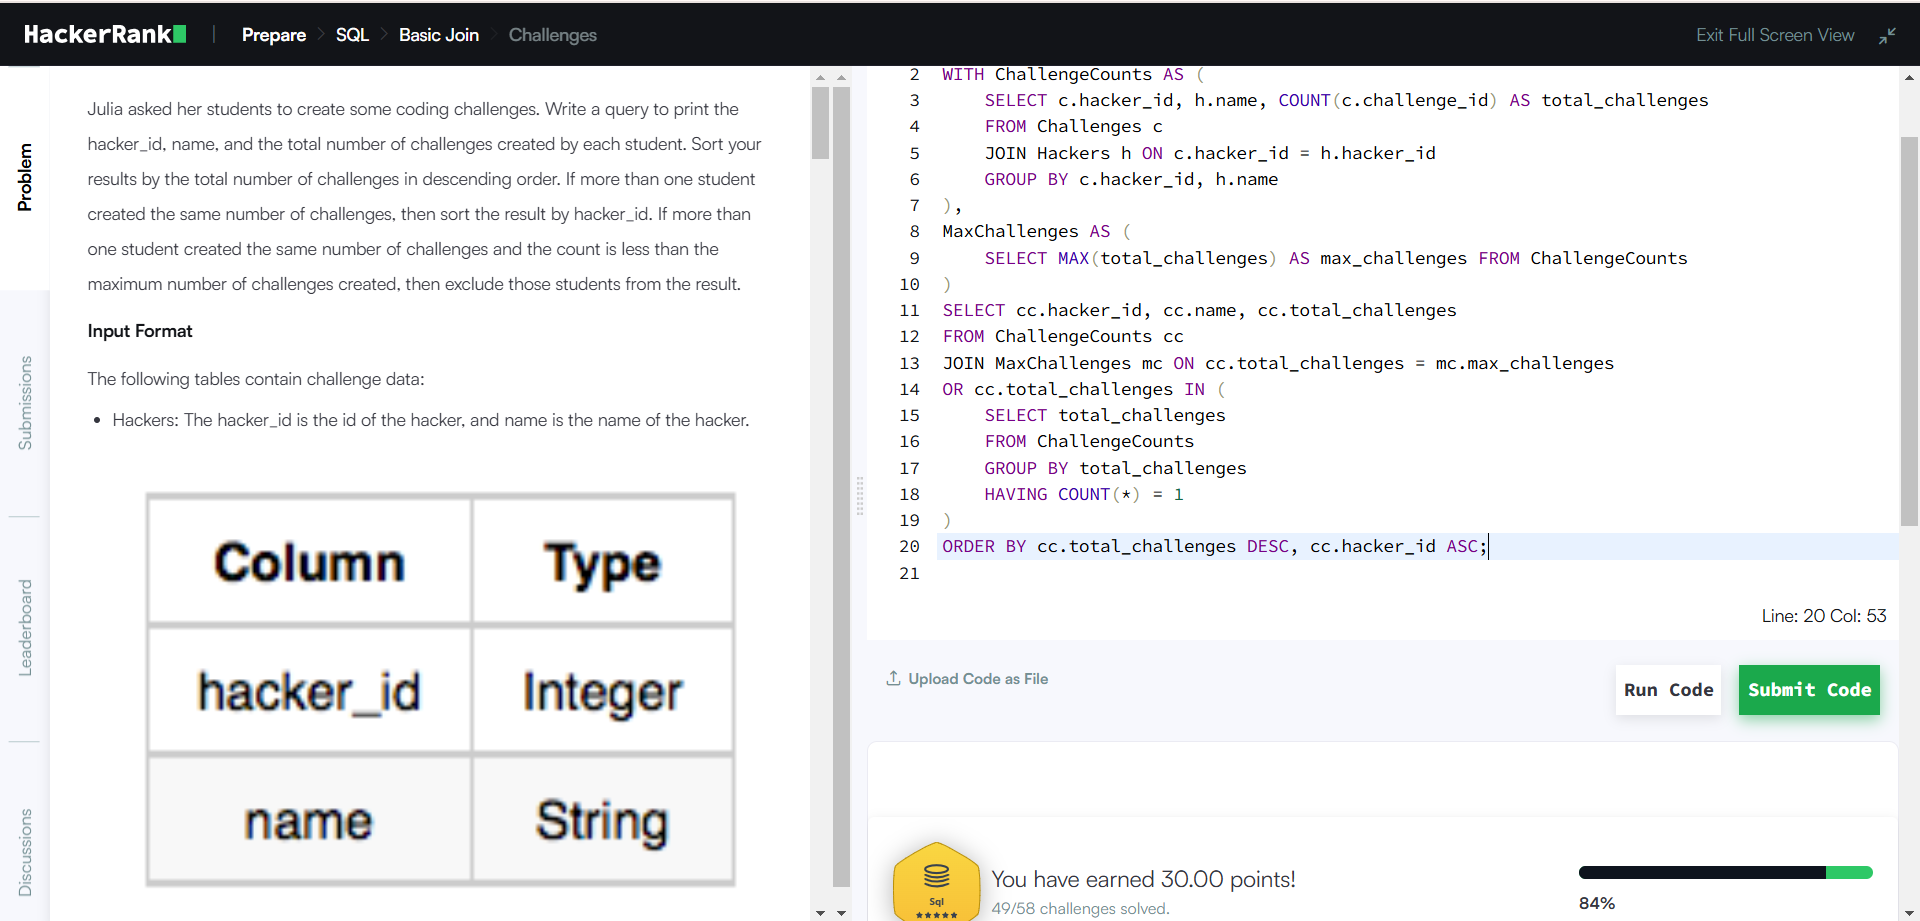 HackerRank | Prepare > SQL > Basic Join > Challenges Exit Full Screen View
Problem
Submissions
Leaderboard
Discussions
Julia asked her students to create some coding challenges. Write a query to print the
hacker_id, name, and the total number of challenges created by each student. Sort your
results by the total number of challenges in descending order. If more than one student
created the same number of challenges, then sort the result by hacker_id. If more than
one student created the same number of challenges and the count is less than the
maximum number of challenges created, then exclude those students from the result.
Input Format
The following tables contain challenge data:
• Hackers: The hacker_id is the id of the hacker, and name is the name of the hacker.
Column Type
hacker_id Integer
name String
2 WITH ChallengeCounts AS (
3     SELECT c.hacker_id, h.name, COUNT(c.challenge_id) AS total_challenges
4     FROM Challenges c
5     JOIN Hackers h ON c.hacker_id = h.hacker_id
6     GROUP BY c.hacker_id, h.name
7 ),
8 MaxChallenges AS (
9     SELECT MAX(total_challenges) AS max_challenges FROM ChallengeCounts
10 )
11 SELECT cc.hacker_id, cc.name, cc.total_challenges
12 FROM ChallengeCounts cc
13 JOIN MaxChallenges mc ON cc.total_challenges = mc.max_challenges
14 OR cc.total_challenges IN (
15     SELECT total_challenges
16     FROM ChallengeCounts
17     GROUP BY total_challenges
18     HAVING COUNT(*) = 1
19 )
20 ORDER BY cc.total_challenges DESC, cc.hacker_id ASC;
21
Line: 20 Col: 53
Upload Code as File
Run Code
Submit Code
Sql
You have earned 30.00 points!
49/58 challenges solved.
84%